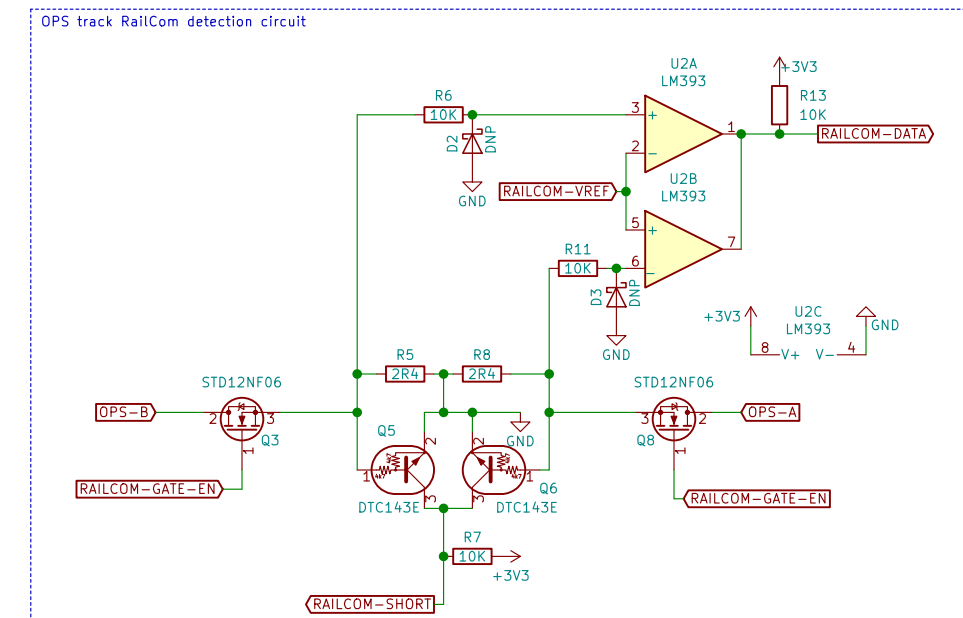 OPS track RailCom detection circuit
U2A
LM393
+3V3
R6
10K
3
+
R13
10K
1
RAILCOM-DATA
D2
DNP
2
−
GND
RAILCOM-VREF
U2B
LM393
5
+
7
R11
10K
6
−
D3
DNP
GND
+3V3
U2C
LM393
GND
8
V+
V−
4
R5
2R4
R8
2R4
STD12NF06
STD12NF06
OPS-B
2
3
Q3
1
3
2
Q8
1
OPS-A
GND
Q5
2
2
1
4k7
4k7
1
Q6
3
3
DTC143E
DTC143E
RAILCOM-GATE-EN
RAILCOM-GATE-EN
R7
10K
+3V3
RAILCOM-SHORT